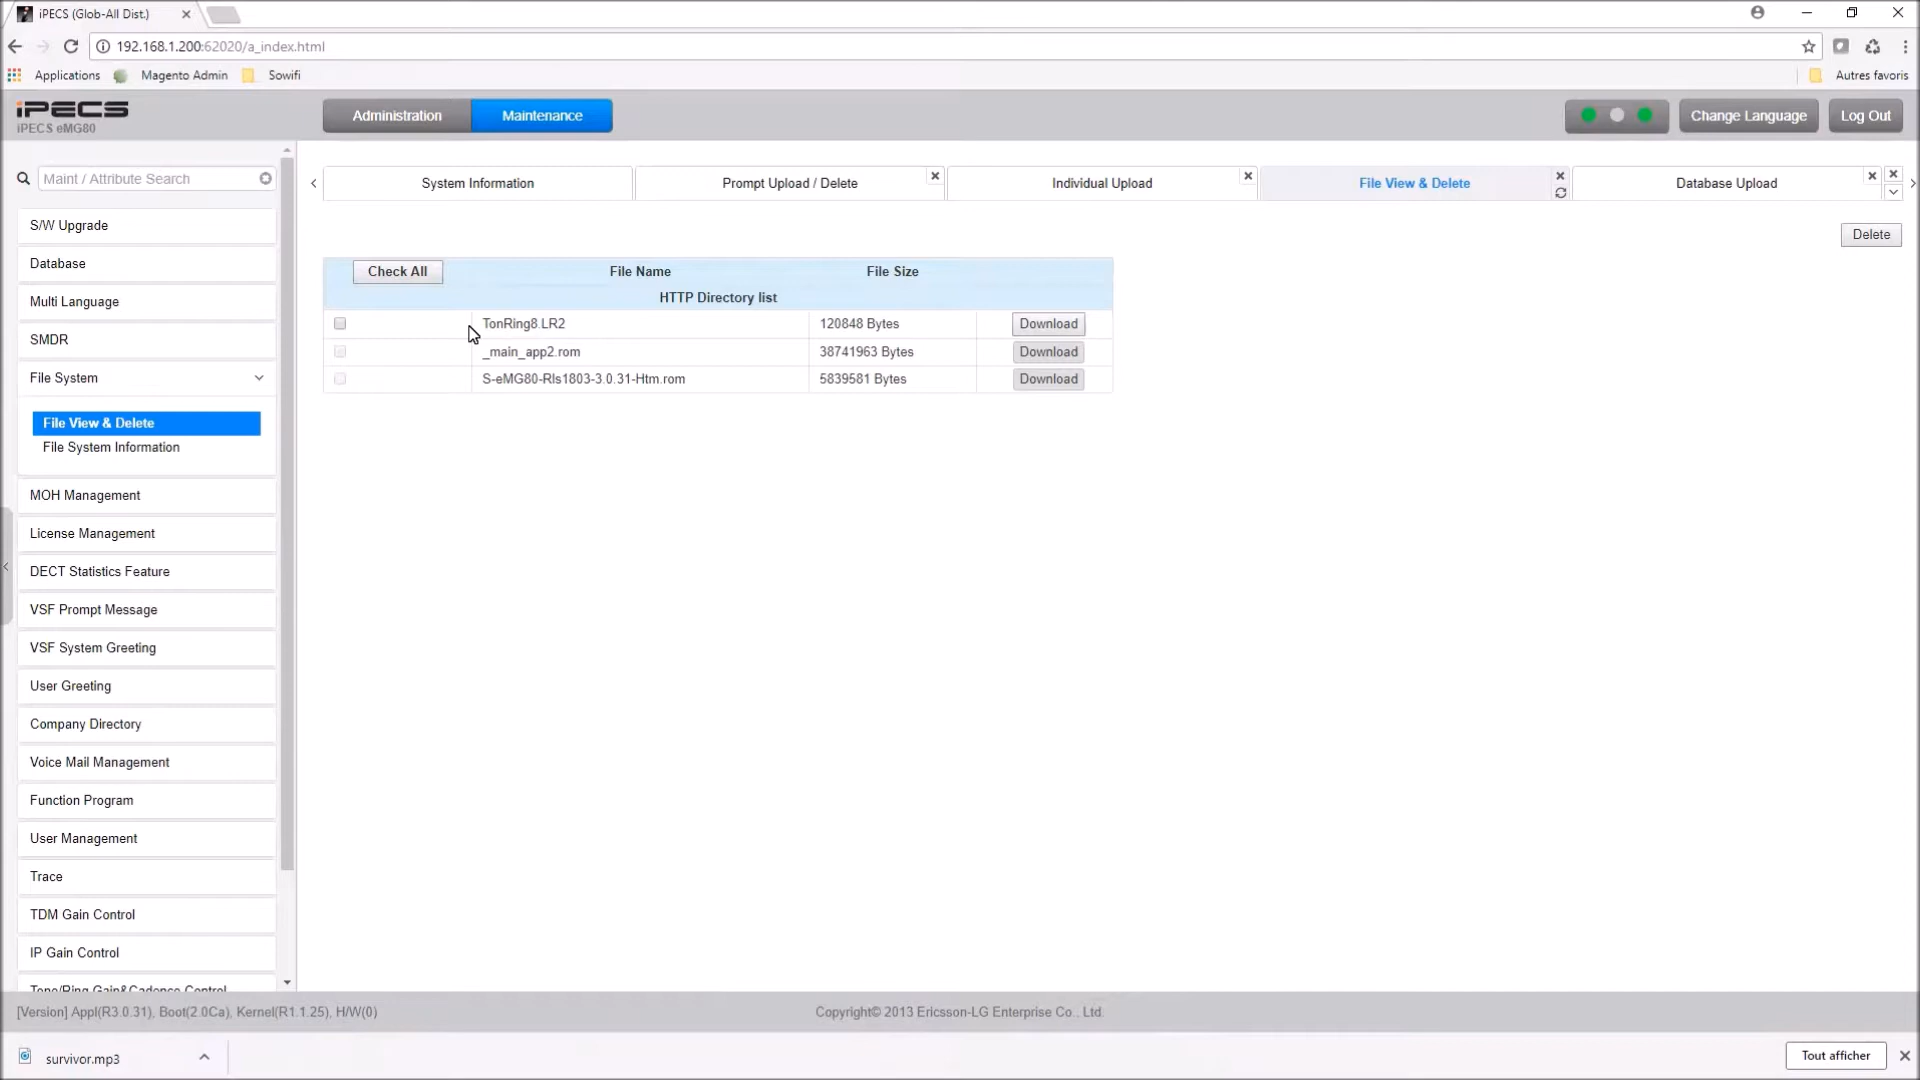 iPECS (Glob-All Dist.)
192.168.1.200:62020/a_index.html
Applications Magento Admin Sowifi Autres favoris
iPECS
iPECS eMG80
Administration Maintenance Change Language Log Out
Maint / Attribute Search
System Information Prompt Upload / Delete Individual Upload File View & Delete Database Upload
Delete
S/W Upgrade
Database
Multi Language
SMDR
File System
File View & Delete
File System Information
MOH Management
License Management
DECT Statistics Feature
VSF Prompt Message
VSF System Greeting
User Greeting
Company Directory
Voice Mail Management
Function Program
User Management
Trace
TDM Gain Control
IP Gain Control
Tone/Ring Gain&Cadence Control
Check All File Name File Size
HTTP Directory list
TonRing8.LR2 120848 Bytes Download
_main_app2.rom 38741963 Bytes Download
S-eMG80-Rls1803-3.0.31-Htm.rom 5839581 Bytes Download
[Version] Appl(R3.0.31), Boot(2.0Ca), Kernel(R1.1.25), H/W(0)
Copyright© 2013 Ericsson-LG Enterprise Co., Ltd.
survivor.mp3 Tout afficher